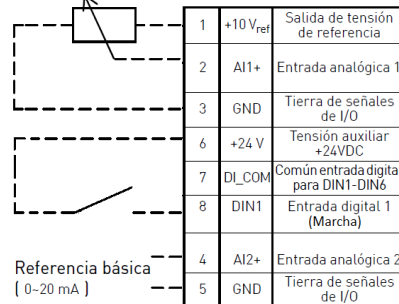 1 +10 Vref Salida de tensión
de referencia
2 AI1+ Entrada analógica 1
3 GND Tierra de señales
de I/O
6 +24 V Tensión auxiliar
+24VDC
7 DI_COM Común entrada digita
para DIN1-DIN6
8 DIN1 Entrada digital 1
(Marcha)
4 AI2+ Entrada analógica 2
Referencia básica
( 0-20 mA )
5 GND Tierra de señales
de I/O